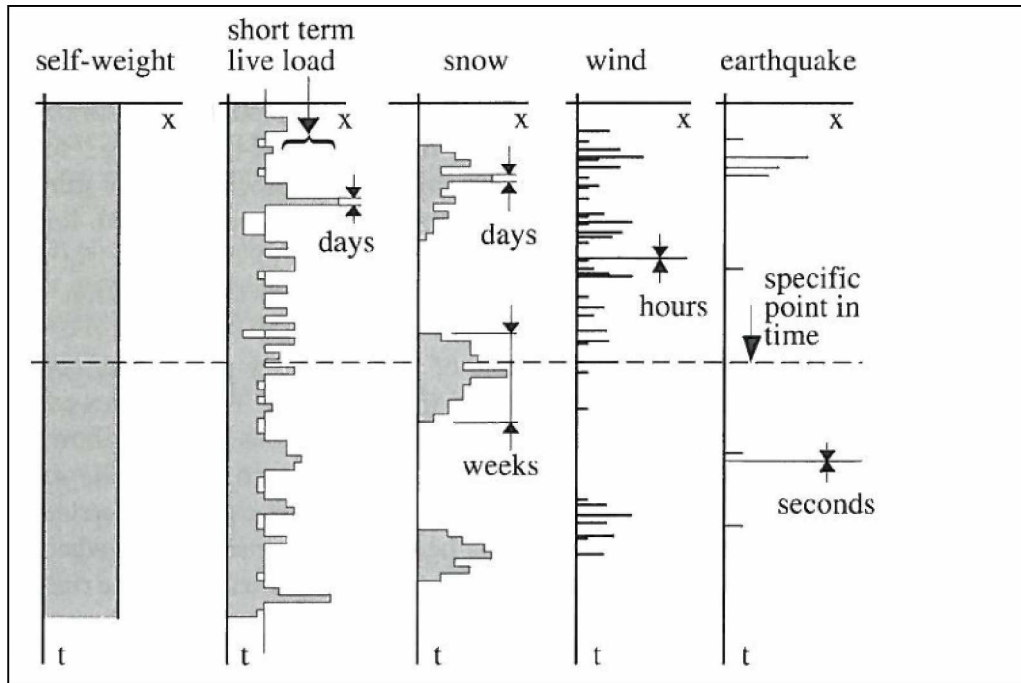 self-weight
short term
live load
snow
wind
earthquake
x
x
x
x
x
days
days
hours
specific
point in
time
weeks
seconds
t
t
t
t
t